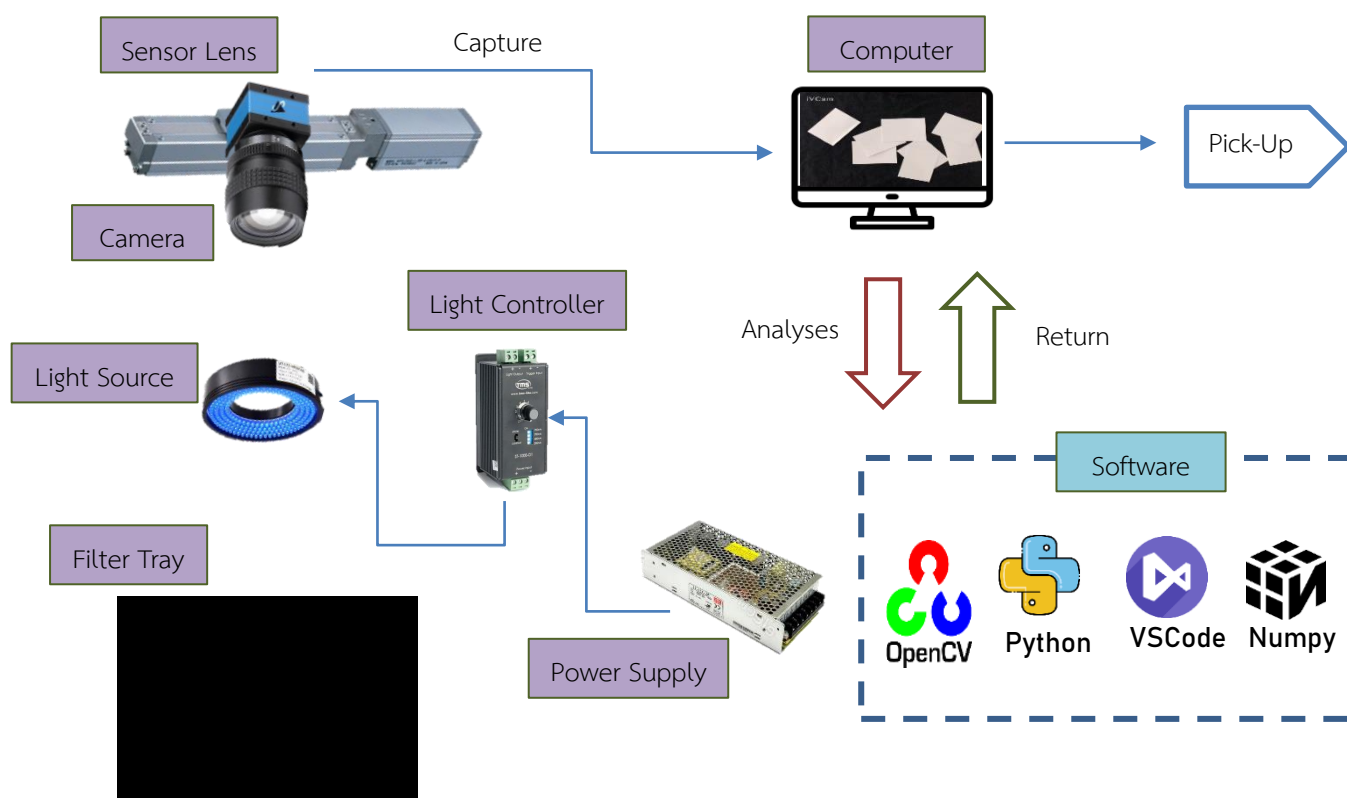 Sensor Lens
Capture
Computer
iVCam
Pick-Up
Camera
Light Controller
Analyses
Return
Light Source
Software
Filter Tray
OpenCV
Python
VSCode
Numpy
Power Supply